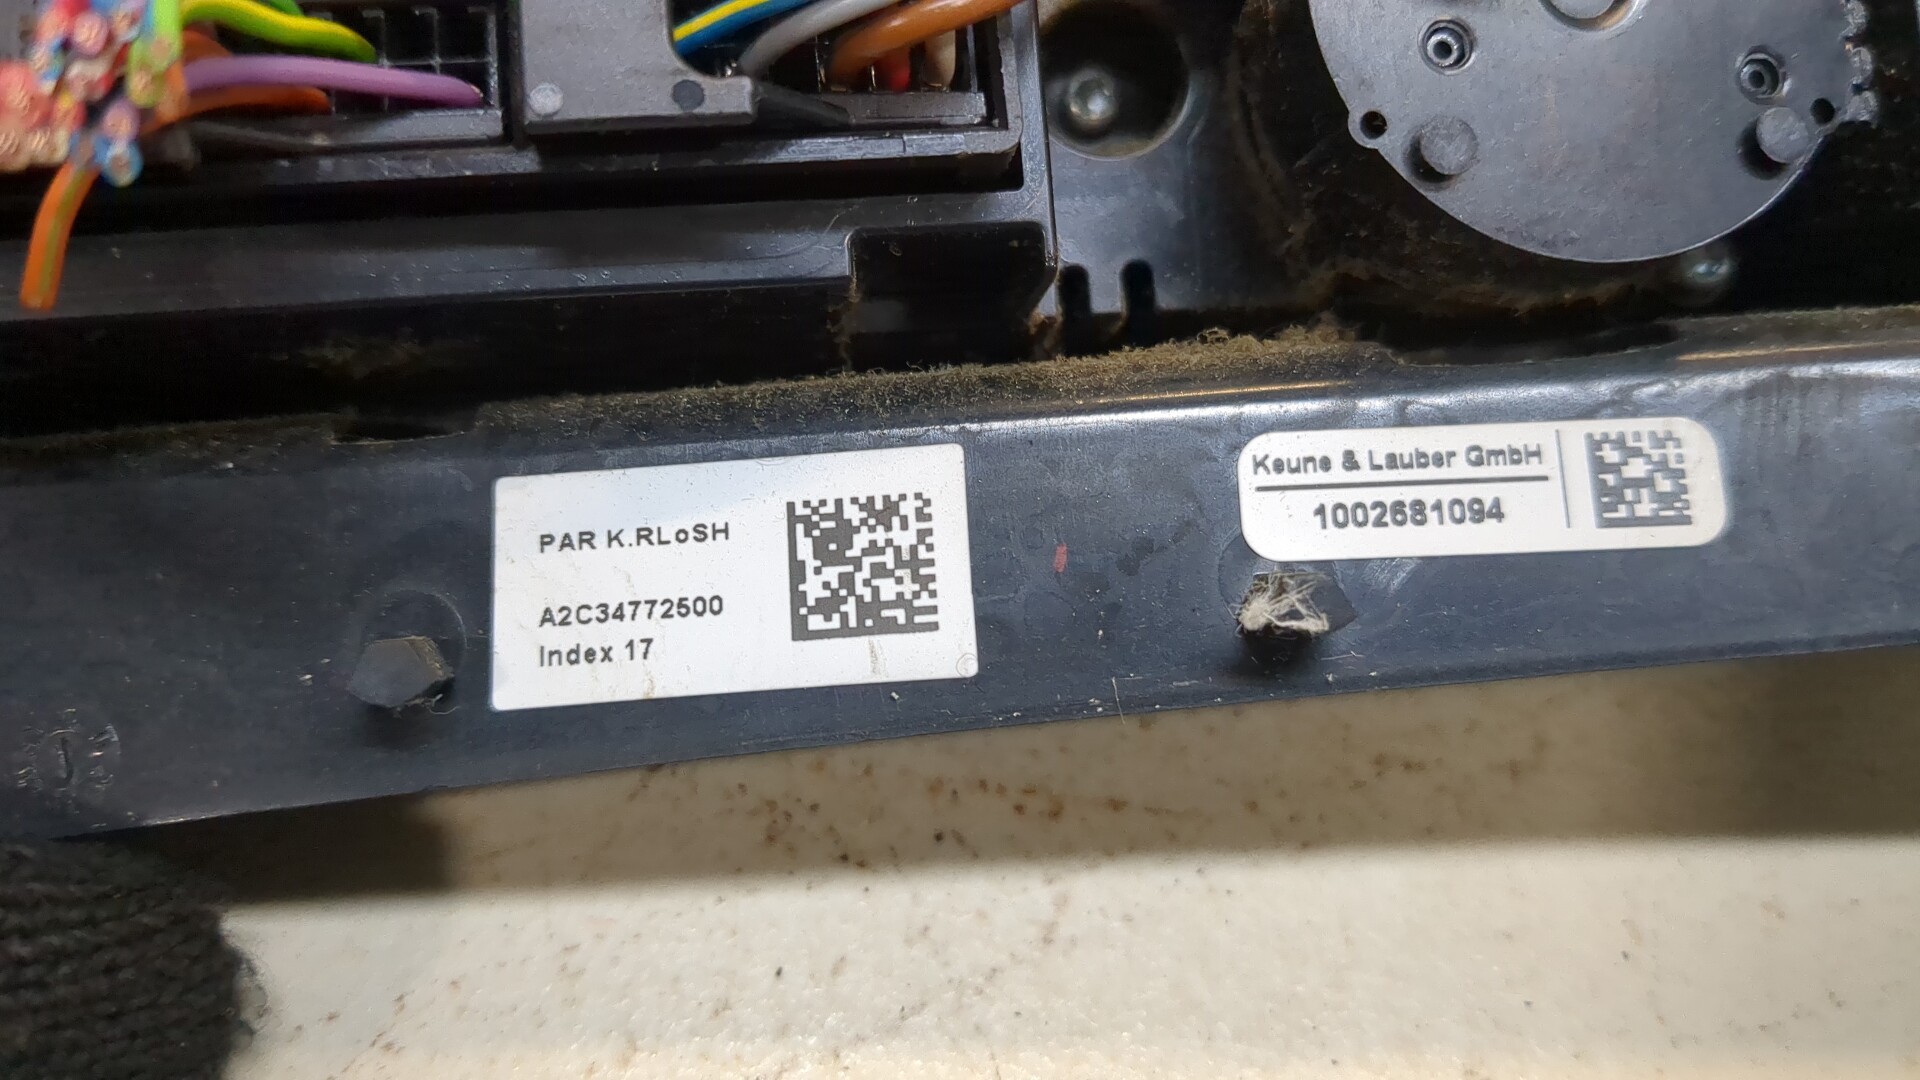 PAR K.RLoSH
A2C34772500
Index 17
Keune & Lauber GmbH
1002681094